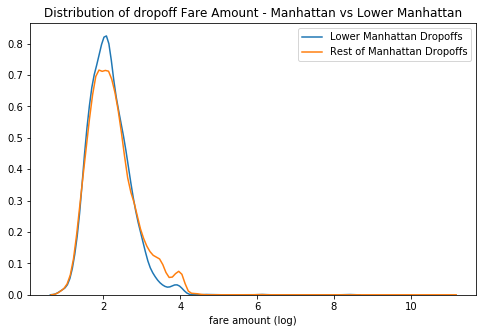 Distribution of dropoff Fare Amount - Manhattan vs Lower Manhattan
Lower Manhattan Dropoffs
Rest of Manhattan Dropoffs
0.8
0.7
0.6
0.5
0.4
0.3
0.2
0.1
0.0
2 4 6 8 10
fare amount (log)